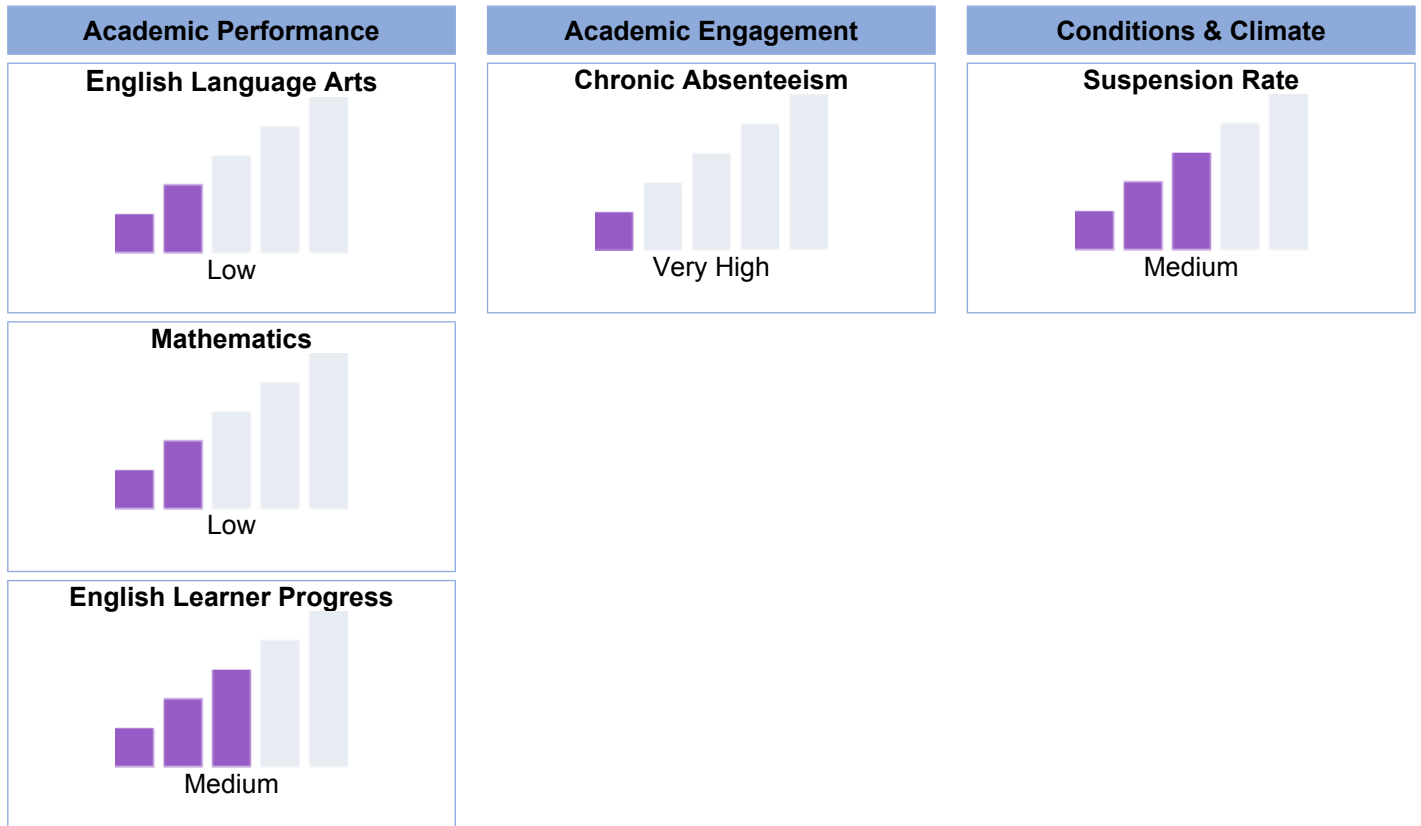 Academic Performance
Academic Engagement
Conditions & Climate
English Language Arts
Low
Chronic Absenteeism
Very High
Suspension Rate
Medium
Mathematics
Low
English Learner Progress
Medium